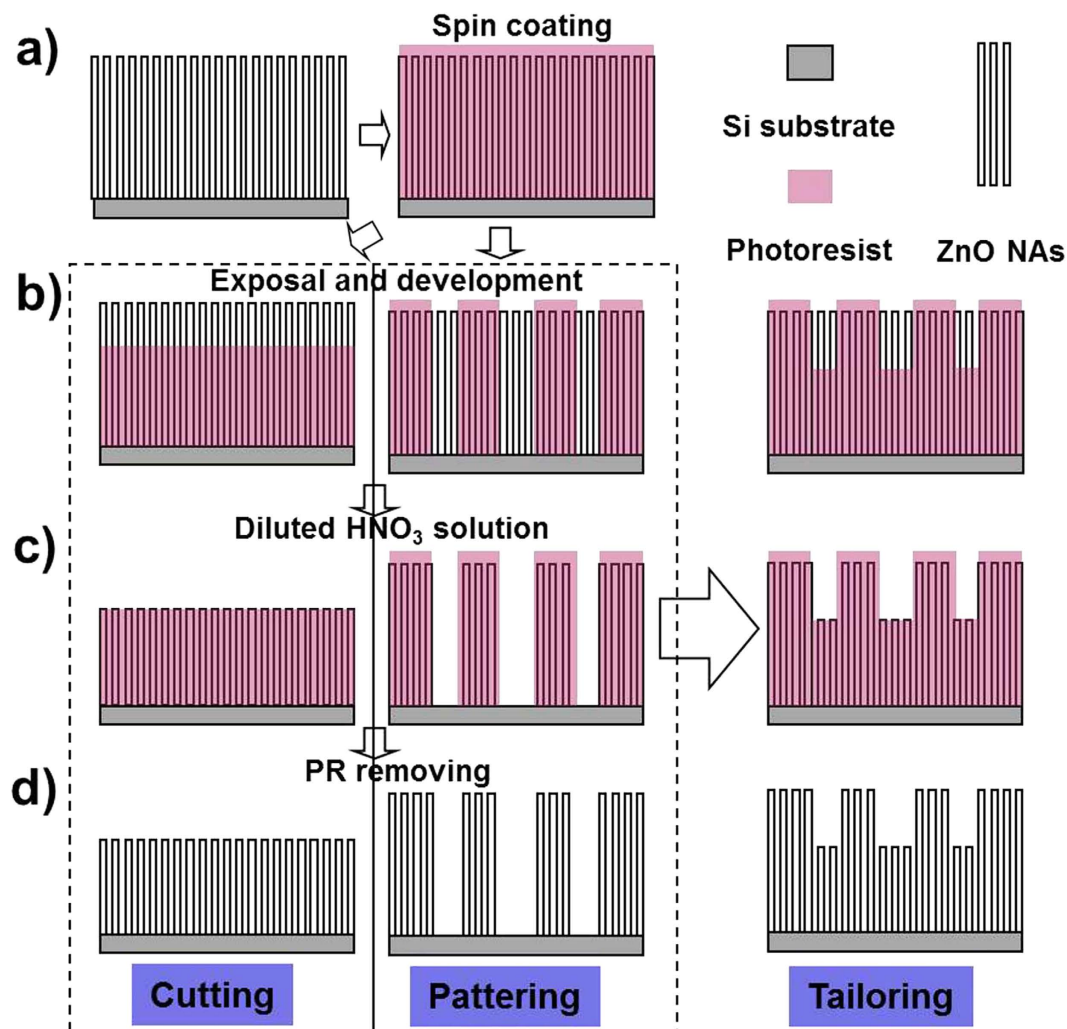 a)
Spin coating
Si substrate
Photoresist
ZnO NAs
b)
Exposal and development
c)
Diluted HNO₃ solution
d)
PR removing
Cutting
Pattering
Tailoring